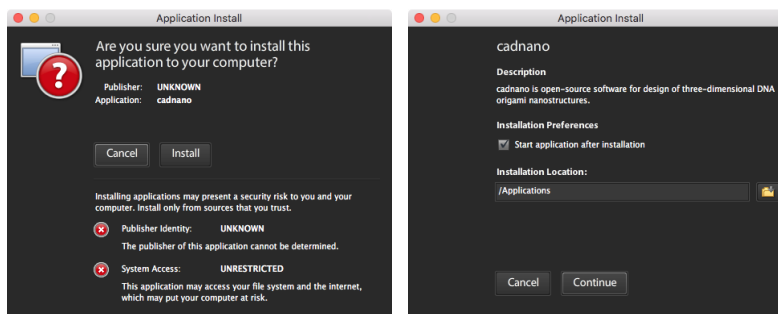 Application Install
Are you sure you want to install this
application to your computer?
Publisher: UNKNOWN
Application: cadnano
Cancel Install
Installing applications may present a security risk to you and your
computer. Install only from sources that you trust.
Publisher Identity: UNKNOWN
The publisher of this application cannot be determined.
System Access: UNRESTRICTED
This application may access your file system and the internet,
which may put your computer at risk.
Application Install
cadnano
Description
cadnano is open-source software for design of three-dimensional DNA
origami nanostructures.
Installation Preferences
Start application after installation
Installation Location:
/Applications
Cancel Continue